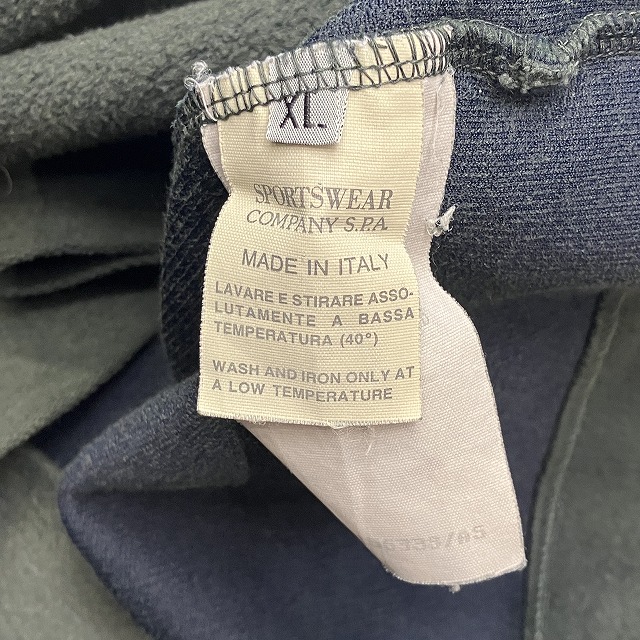 XL
SPORTSWEAR
COMPANY S.P.A.
MADE IN ITALY
LAVARE E STIRARE ASSO-
LUTAMENTE A BASSA
TEMPERATURA (40°)
WASH AND IRON ONLY AT
A LOW TEMPERATURE